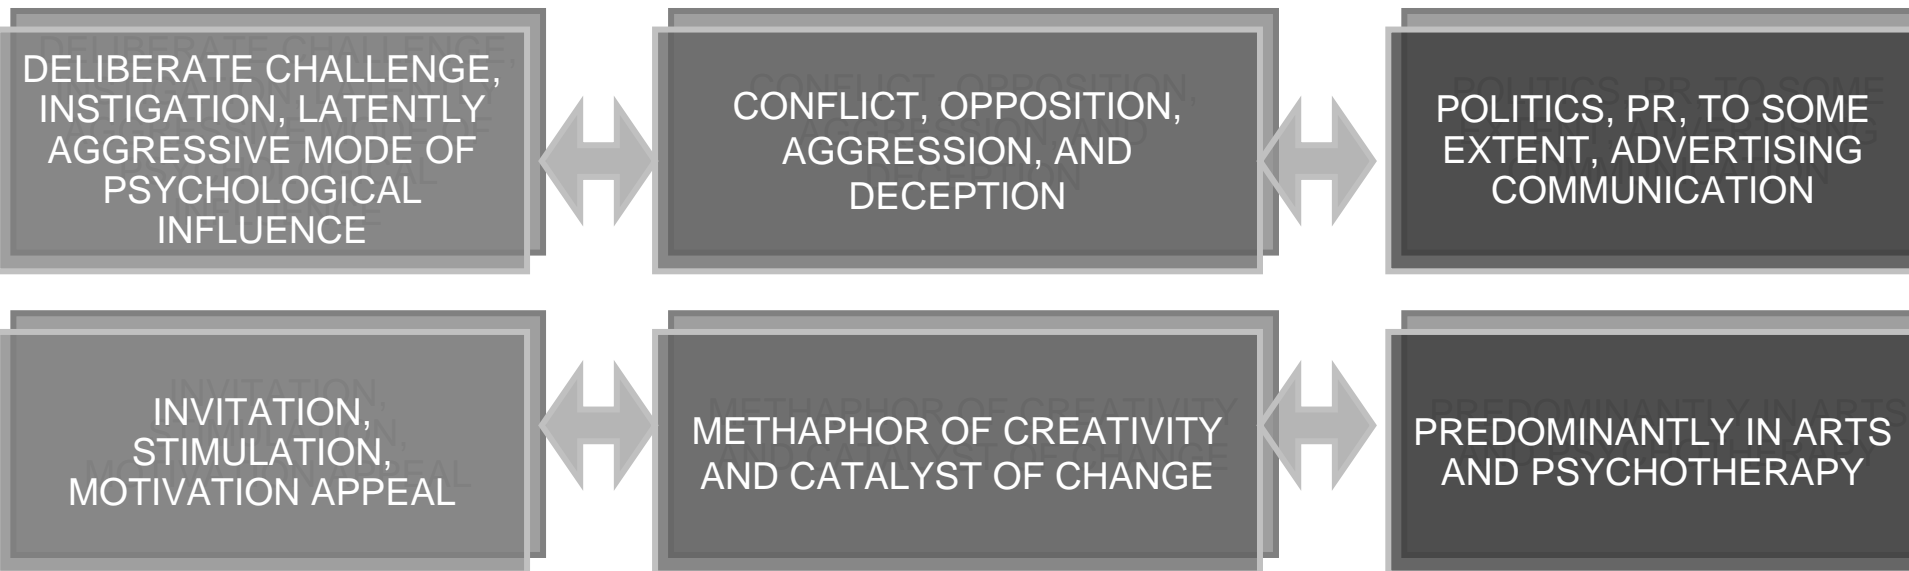 DELIBERATE CHALLENGE,
INSTIGATION, LATENTLY
AGGRESSIVE MODE OF
PSYCHOLOGICAL
INFLUENCE
CONFLICT, OPPOSITION,
AGGRESSION, AND
DECEPTION
POLITICS, PR, TO SOME
EXTENT, ADVERTISING
COMMUNICATION
INVITATION,
STIMULATION,
MOTIVATION APPEAL
METHAPHOR OF CREATIVITY
AND CATALYST OF CHANGE
PREDOMINANTLY IN ARTS
AND PSYCHOTHERAPY